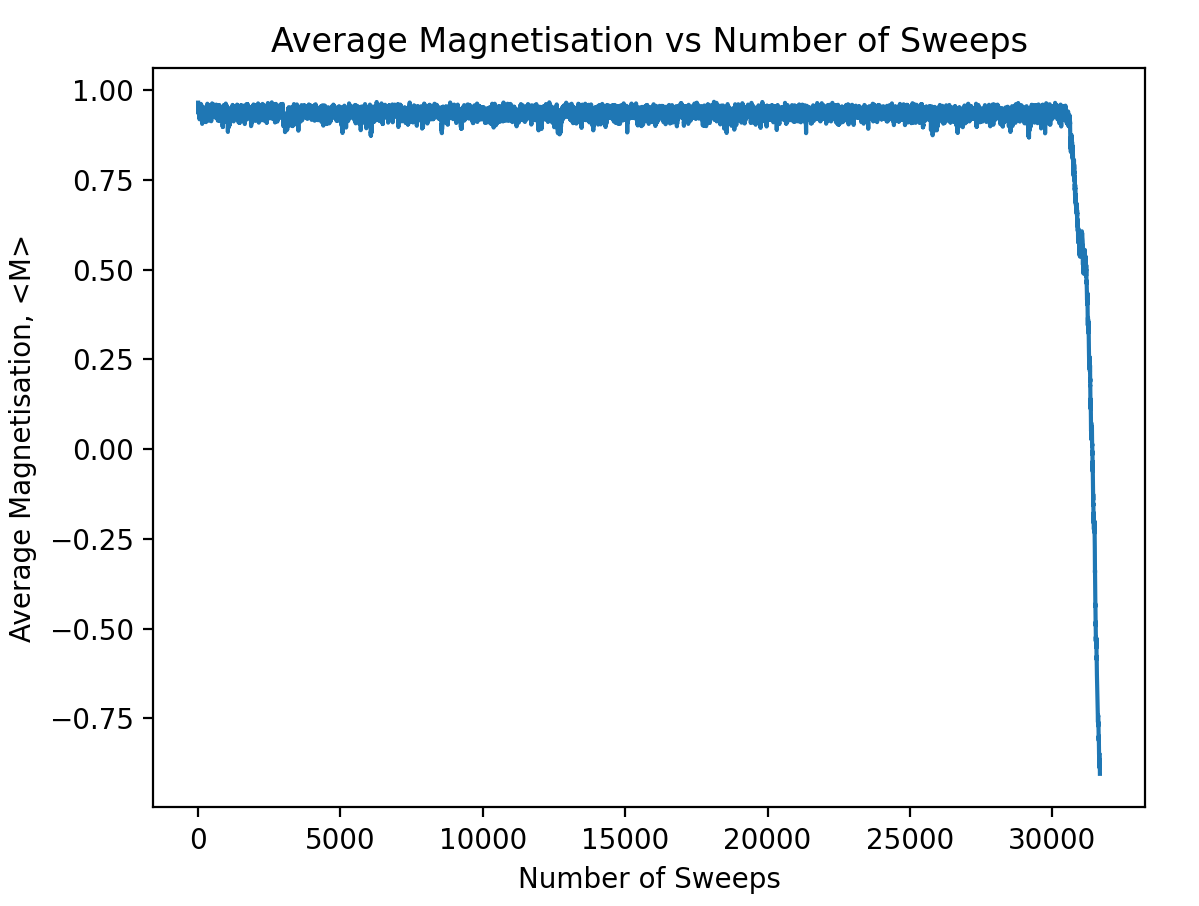 Average Magnetisation vs Number of Sweeps
Average Magnetisation, <M>
1.00
0.75
0.50
0.25
0.00
−0.25
−0.50
−0.75
0 5000 10000 15000 20000 25000 30000
Number of Sweeps